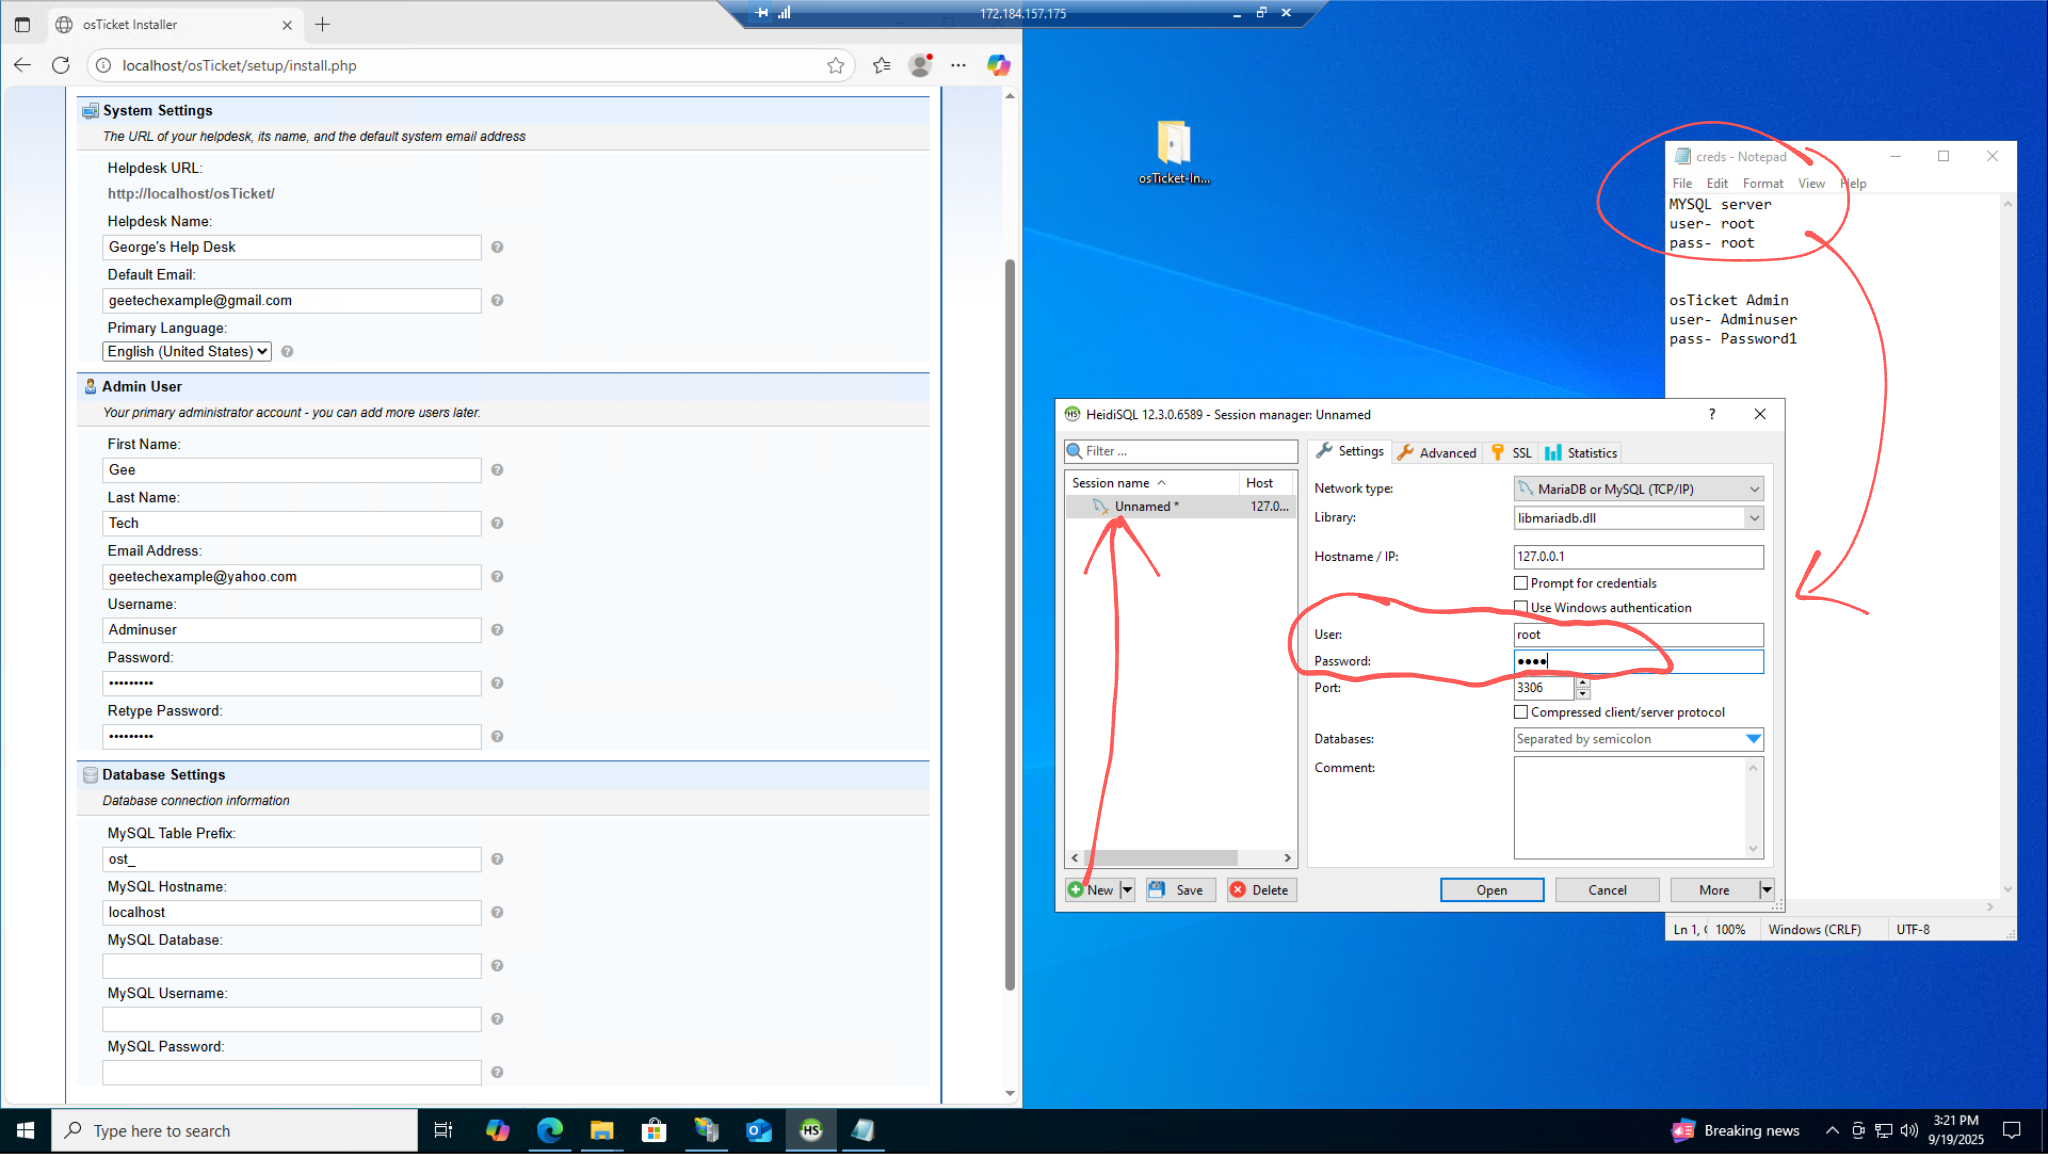 172.184.157.175
osTicket Installer
localhost/osTicket/setup/install.php
System Settings
The URL of your helpdesk, its name, and the default system email address
Helpdesk URL:
http://localhost/osTicket/
Helpdesk Name:
George's Help Desk
Default Email:
geetechexample@gmail.com
Primary Language:
English (United States)
Admin User
Your primary administrator account - you can add more users later.
First Name:
Gee
Last Name:
Tech
Email Address:
geetechexample@yahoo.com
Username:
Adminuser
Password:
•••••••••
Retype Password:
•••••••••
Database Settings
Database connection information
MySQL Table Prefix:
ost_
MySQL Hostname:
localhost
MySQL Database:
MySQL Username:
MySQL Password:
osTicket-In...
creds - Notepad
File Edit Format View Help
MYSQL server
user- root
pass- root
osTicket Admin
user- Adminuser
pass- Password1
Ln 1, C 100% Windows (CRLF) UTF-8
HeidiSQL 12.3.0.6589 - Session manager: Unnamed
Filter ...
Session name Host
Unnamed * 127.0...
Settings Advanced SSL Statistics
Network type: MariaDB or MySQL (TCP/IP)
Library: libmariadb.dll
Hostname / IP: 127.0.0.1
Prompt for credentials
Use Windows authentication
User: root
Password: ••••
Port: 3306
Compressed client/server protocol
Databases: Separated by semicolon
Comment:
New Save Delete Open Cancel More
Type here to search
HS
Breaking news
3:21 PM
9/19/2025